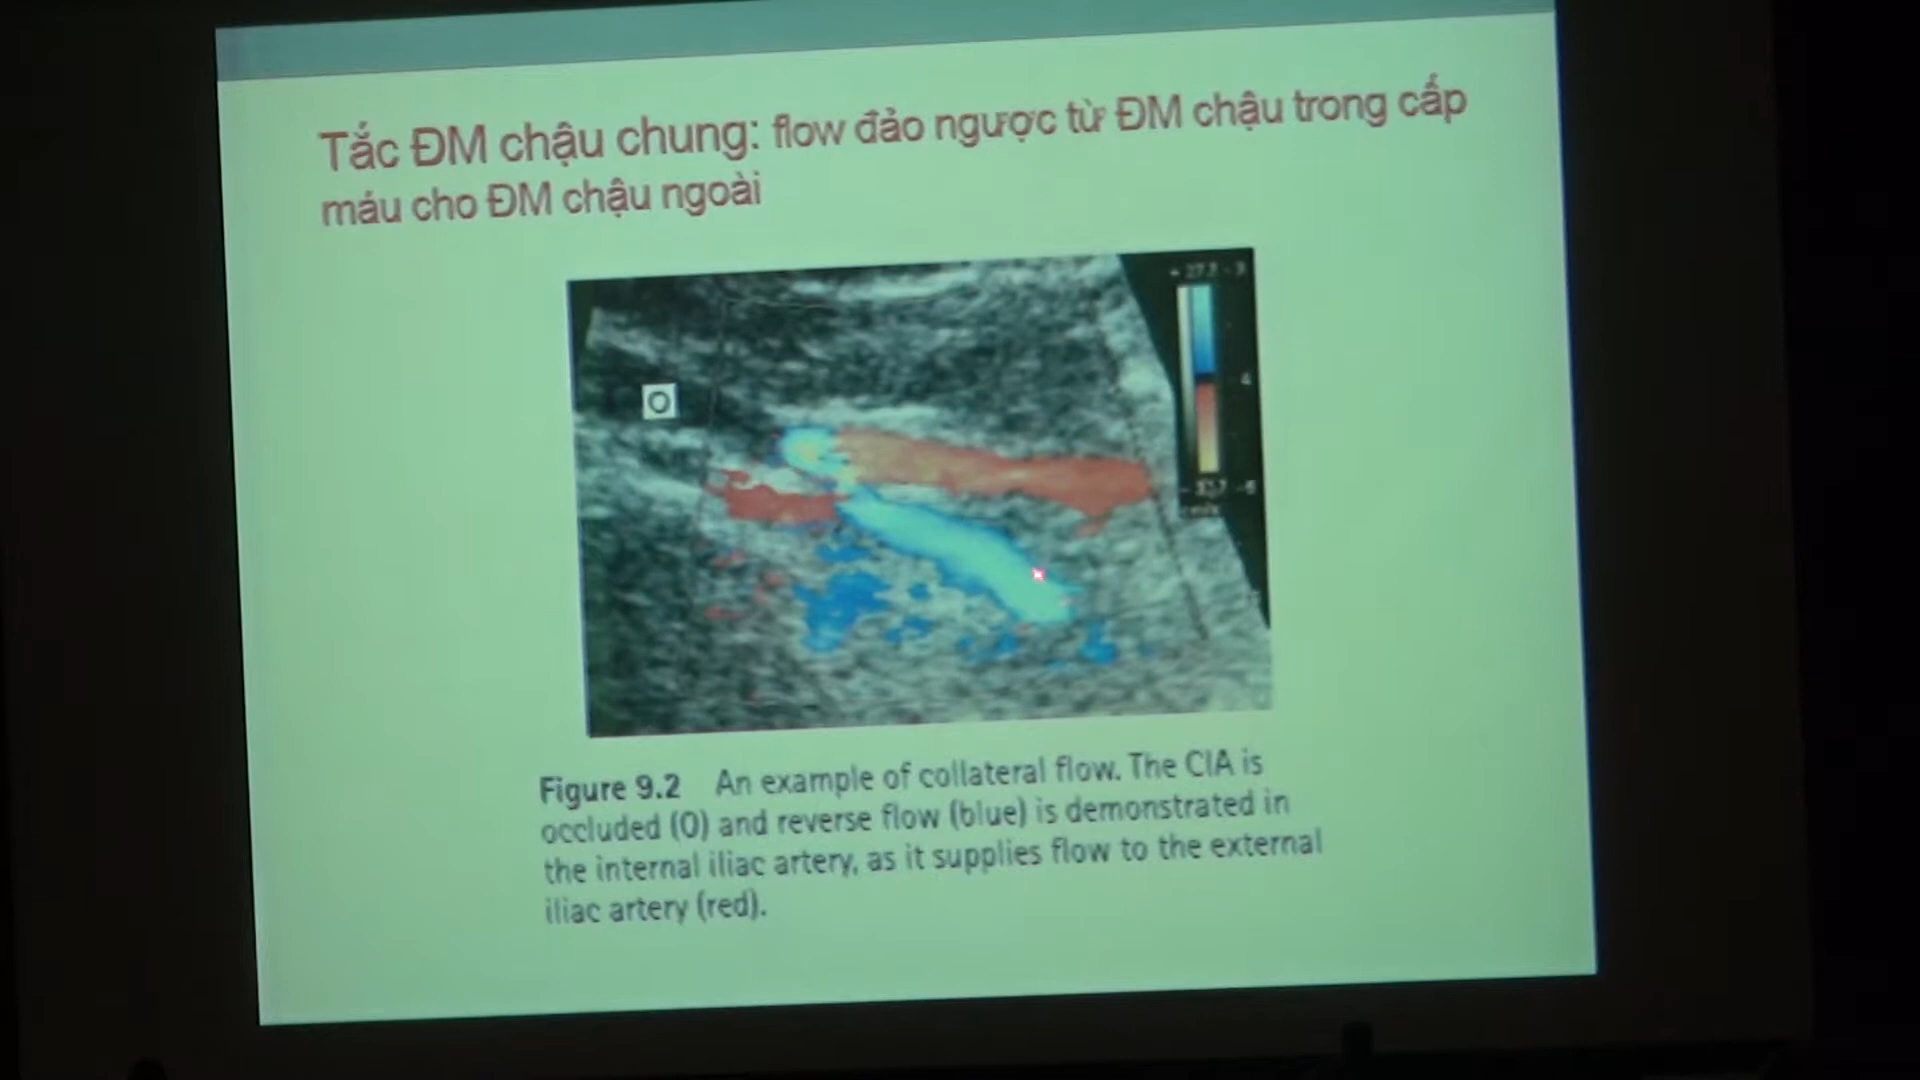 Tắc ĐM chậu chung: flow đảo ngược từ ĐM chậu trong cấp
máu cho ĐM chậu ngoài
O
Figure 9.2 An example of collateral flow. The CIA is
occluded (O) and reverse flow (blue) is demonstrated in
the internal iliac artery, as it supplies flow to the external
iliac artery (red).